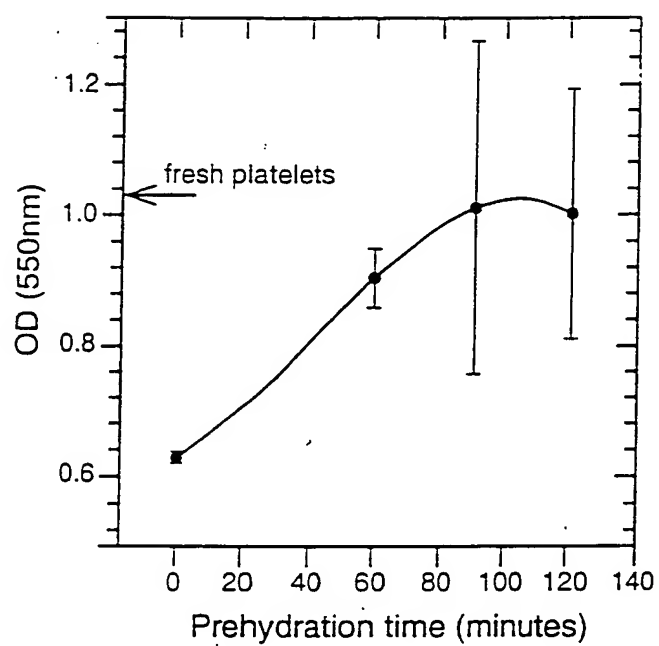 1.2
fresh platelets
1.0
OD (550nm)
0.8
0.6
0 20 40 60 80 100 120 140
Prehydration time (minutes)